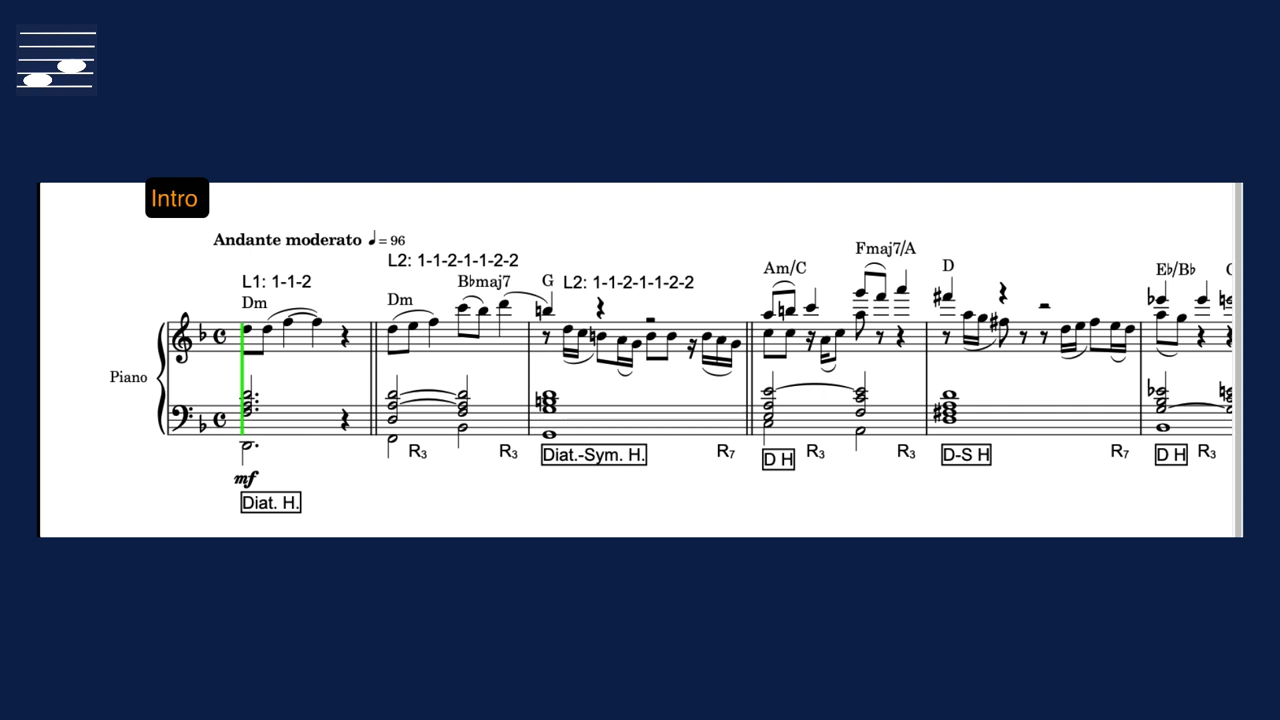 Intro
Andante moderato ♩= 96
L1: 1-1-2
L2: 1-1-2-1-1-2-2
L2: 1-1-2-1-1-2-2
Dm
Dm
B♭maj7
G
Am/C
Fmaj7/A
D
E♭/B♭
Piano
R3
R3
Diat.-Sym. H.
R7
D H
R3
R3
D-S H
R7
D H
R3
mf
Diat. H.